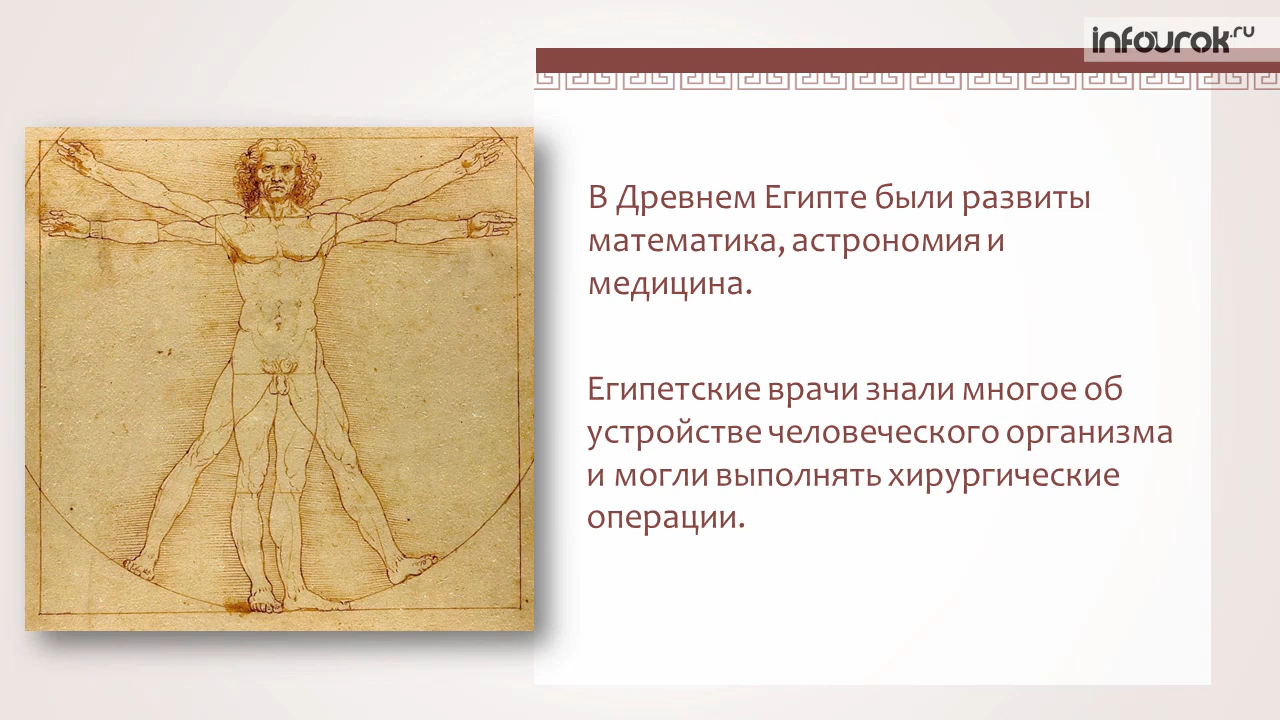 infourok.ru
В Древнем Египте были развиты
математика, астрономия и
медицина.
Египетские врачи знали многое об
устройстве человеческого организма
и могли выполнять хирургические
операции.